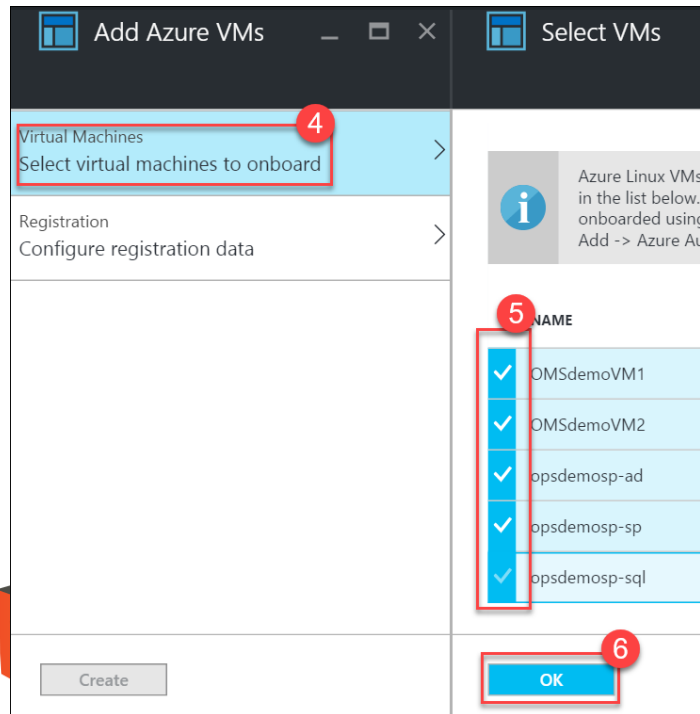 Add Azure VMs
Select VMs
4
Virtual Machines
Select virtual machines to onboard
Registration
Configure registration data
Azure Linux VMs
in the list below.
onboarded using
Add -> Azure Au
5
NAME
OMSdemoVM1
OMSdemoVM2
opsdemosp-ad
opsdemosp-sp
opsdemosp-sql
6
Create
OK